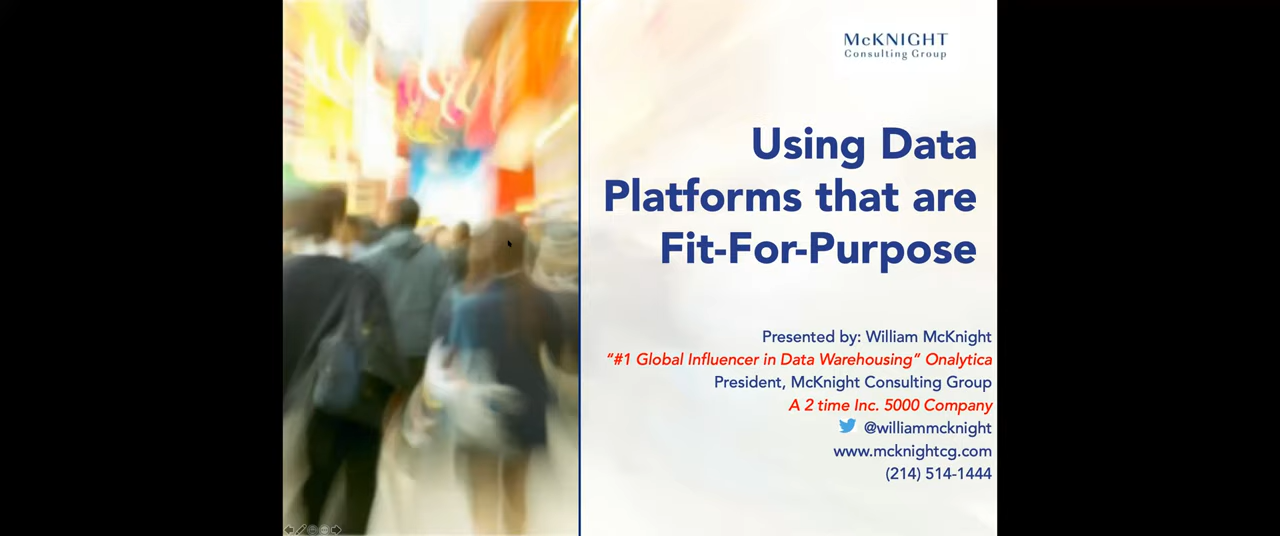 McKNIGHT
Consulting Group
Using Data
Platforms that are
Fit-For-Purpose
Presented by: William McKnight
“#1 Global Influencer in Data Warehousing” Onalytica
President, McKnight Consulting Group
A 2 time Inc. 5000 Company
@williammcknight
www.mcknightcg.com
(214) 514-1444